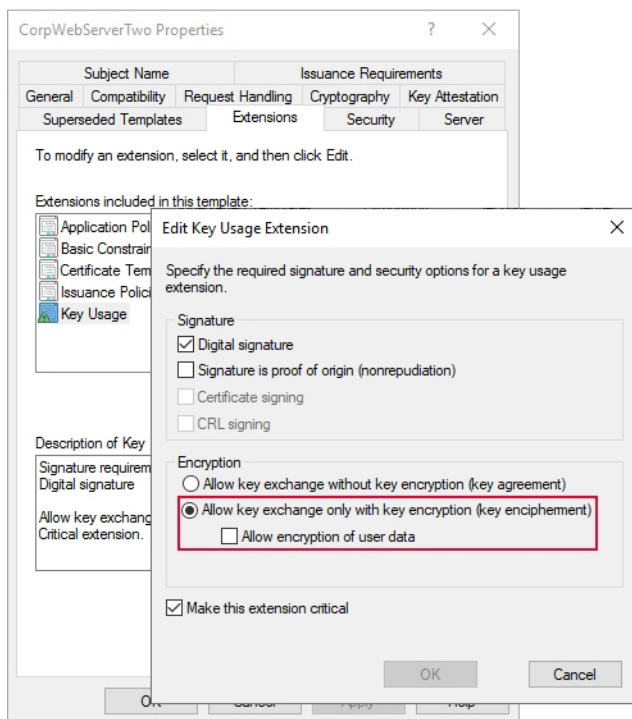 CorpWebServerTwo Properties
Subject Name Issuance Requirements
General Compatibility Request Handling Cryptography Key Attestation
Superseded Templates Extensions Security Server
To modify an extension, select it, and then click Edit.
Extensions included in this template:
Application Pol
Basic Constrain
Certificate Tem
Issuance Polici
Key Usage
Description of Key
Signature requirem
Digital signature
Allow key exchang
Critical extension.
Edit Key Usage Extension
Specify the required signature and security options for a key usage
extension.
Signature
Digital signature
Signature is proof of origin (nonrepudiation)
Certificate signing
CRL signing
Encryption
Allow key exchange without key encryption (key agreement)
Allow key exchange only with key encryption (key encipherment)
Allow encryption of user data
Make this extension critical
OK Cancel